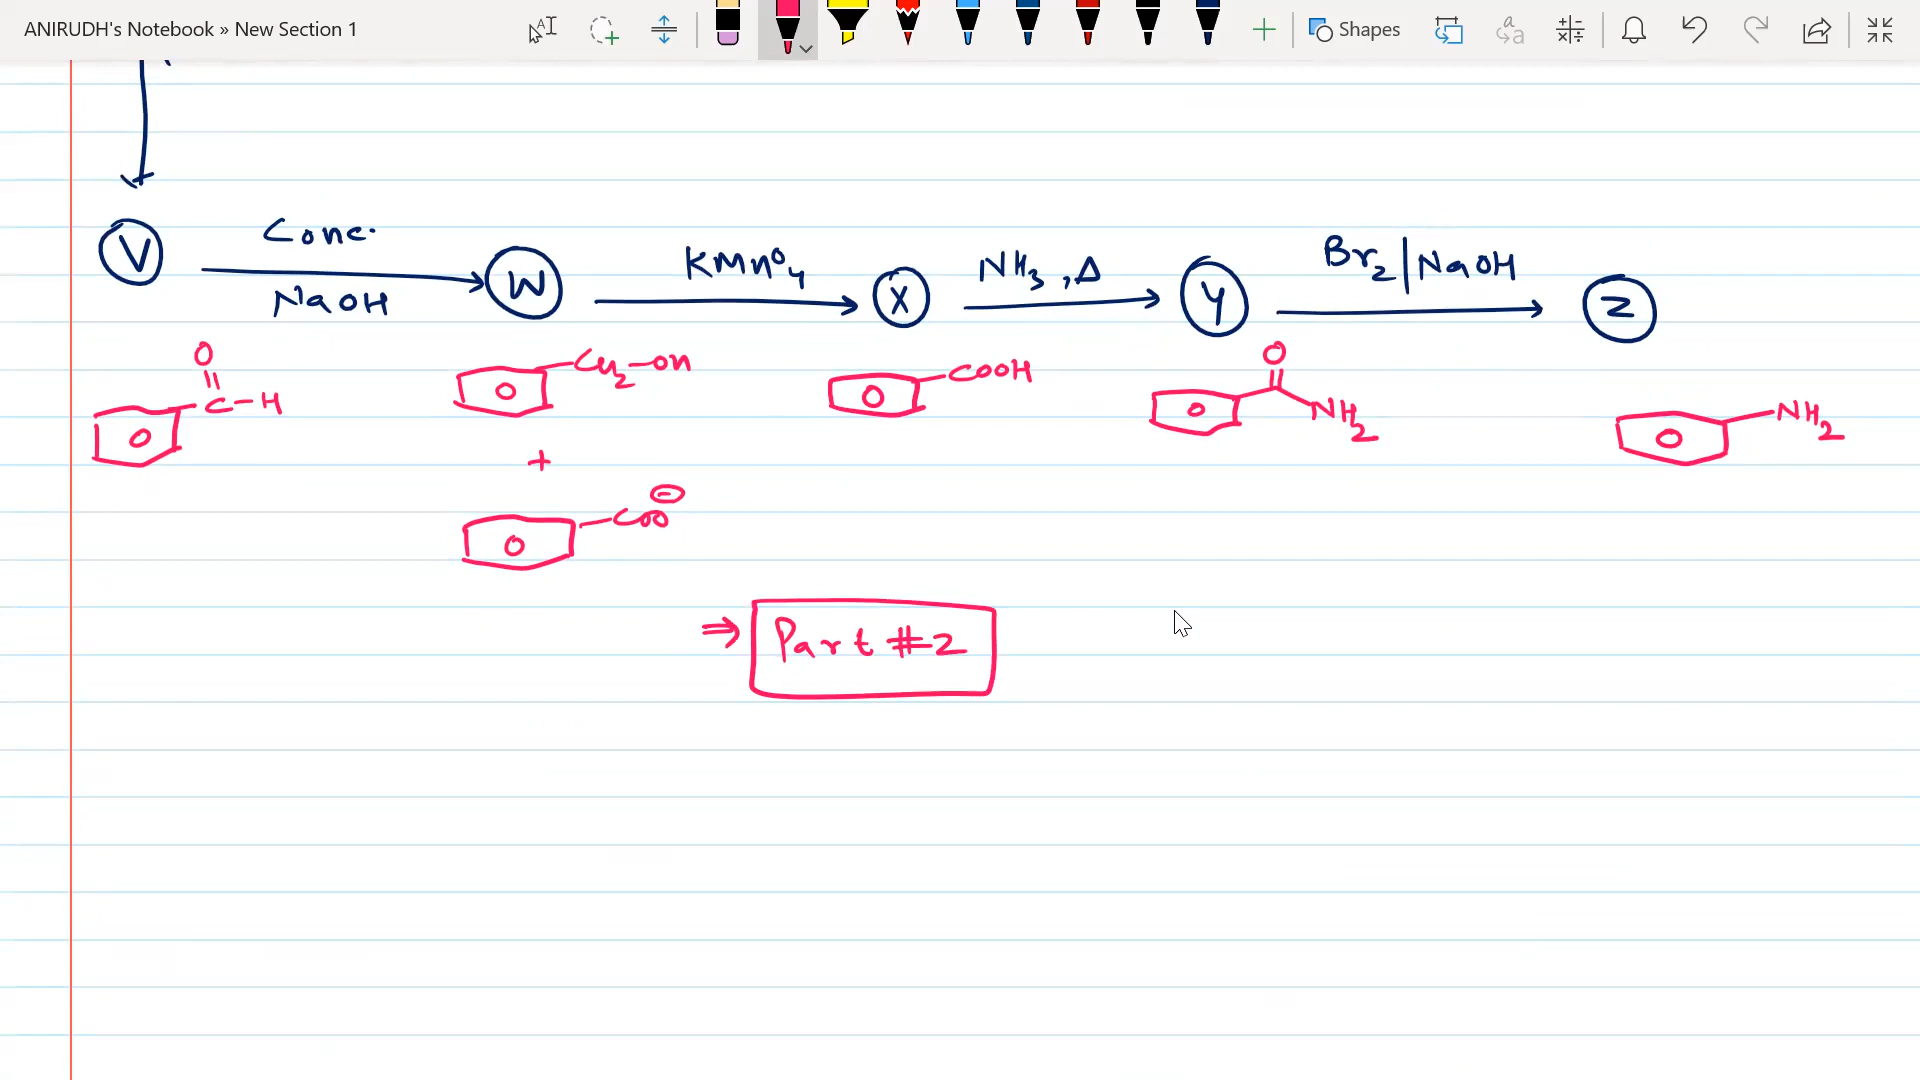 ANIRUDH's Notebook » New Section 1
Shapes
V Conc. NaOH W KMnO4 X NH3, Δ Y Br2 | NaOH Z
O
C-H
CH2-OH
COOH
O
NH2
NH2
+
COO⊖
⇒ Part #2